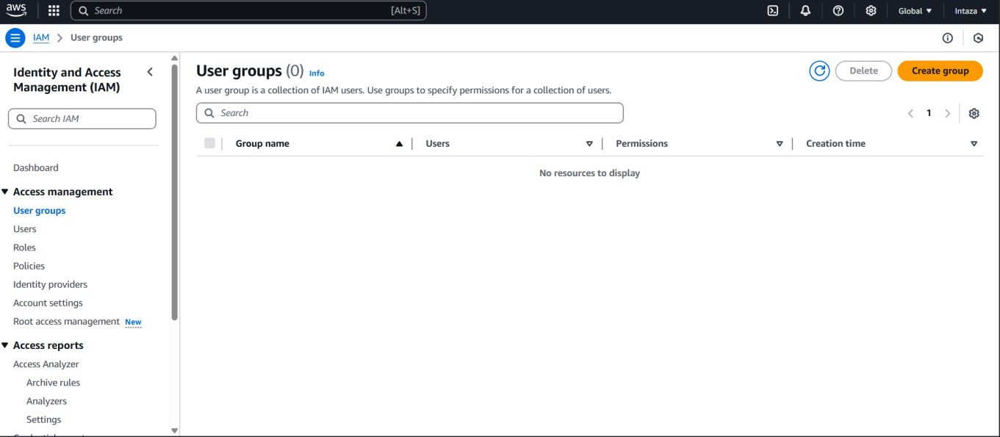 aws Search [Alt+S] Global Intaza
IAM User groups
Identity and Access
Management (IAM)
Search IAM
Dashboard
Access management
User groups
Users
Roles
Policies
Identity providers
Account settings
Root access management New
Access reports
Access Analyzer
Archive rules
Analyzers
Settings
User groups (0) Info
Delete
Create group
A user group is a collection of IAM users. Use groups to specify permissions for a collection of users.
Search
1
Group name Users Permissions Creation time
No resources to display